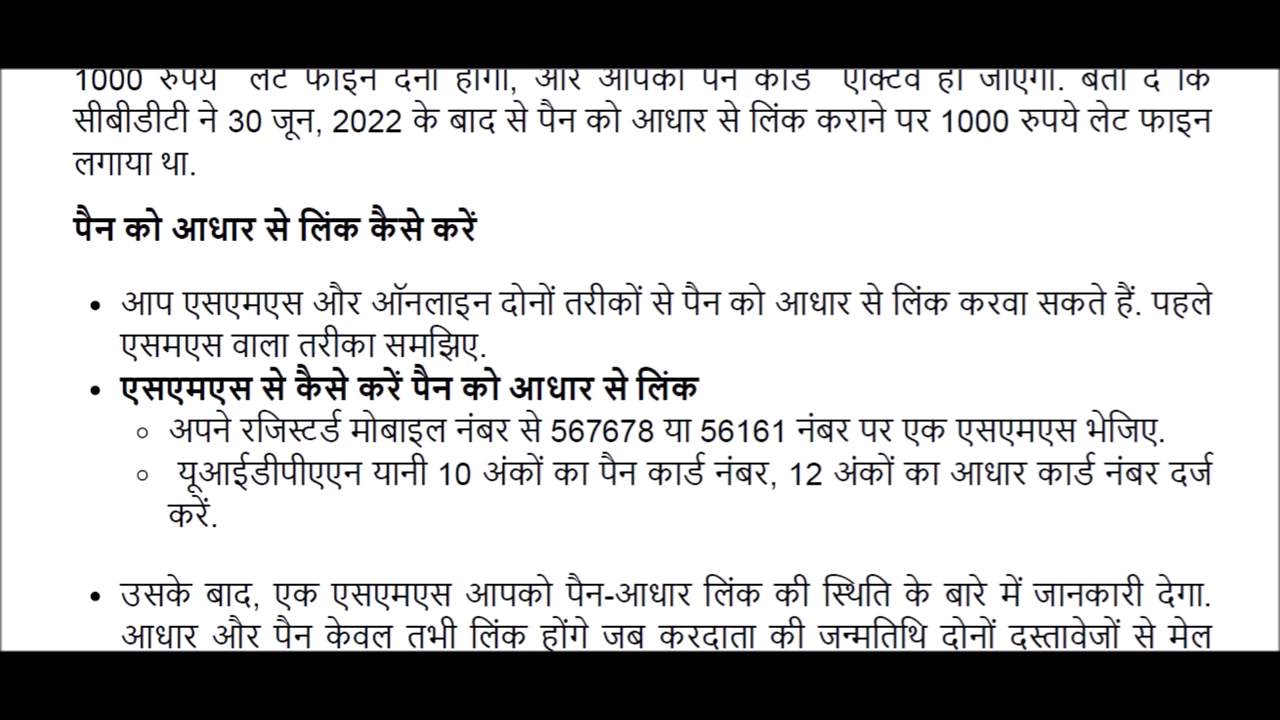 1000 रुपये लेट फाइन देना होगा, और आपका पैन कार्ड एक्टिव हो जाएगा. बता दें कि
सीबीडीटी ने 30 जून, 2022 के बाद से पैन को आधार से लिंक कराने पर 1000 रुपये लेट फाइन
लगाया था.
पैन को आधार से लिंक कैसे करें
• आप एसएमएस और ऑनलाइन दोनों तरीकों से पैन को आधार से लिंक करवा सकते हैं. पहले
एसमएस वाला तरीका समझिए.
• एसएमएस से कैसे करें पैन को आधार से लिंक
○ अपने रजिस्टर्ड मोबाइल नंबर से 567678 या 56161 नंबर पर एक एसएमएस भेजिए.
○ यूआईडीपीएएन यानी 10 अंकों का पैन कार्ड नंबर, 12 अंकों का आधार कार्ड नंबर दर्ज
करें.
• उसके बाद, एक एसएमएस आपको पैन-आधार लिंक की स्थिति के बारे में जानकारी देगा.
आधार और पैन केवल तभी लिंक होंगे जब करदाता की जन्मतिथि दोनों दस्तावेजों से मेल